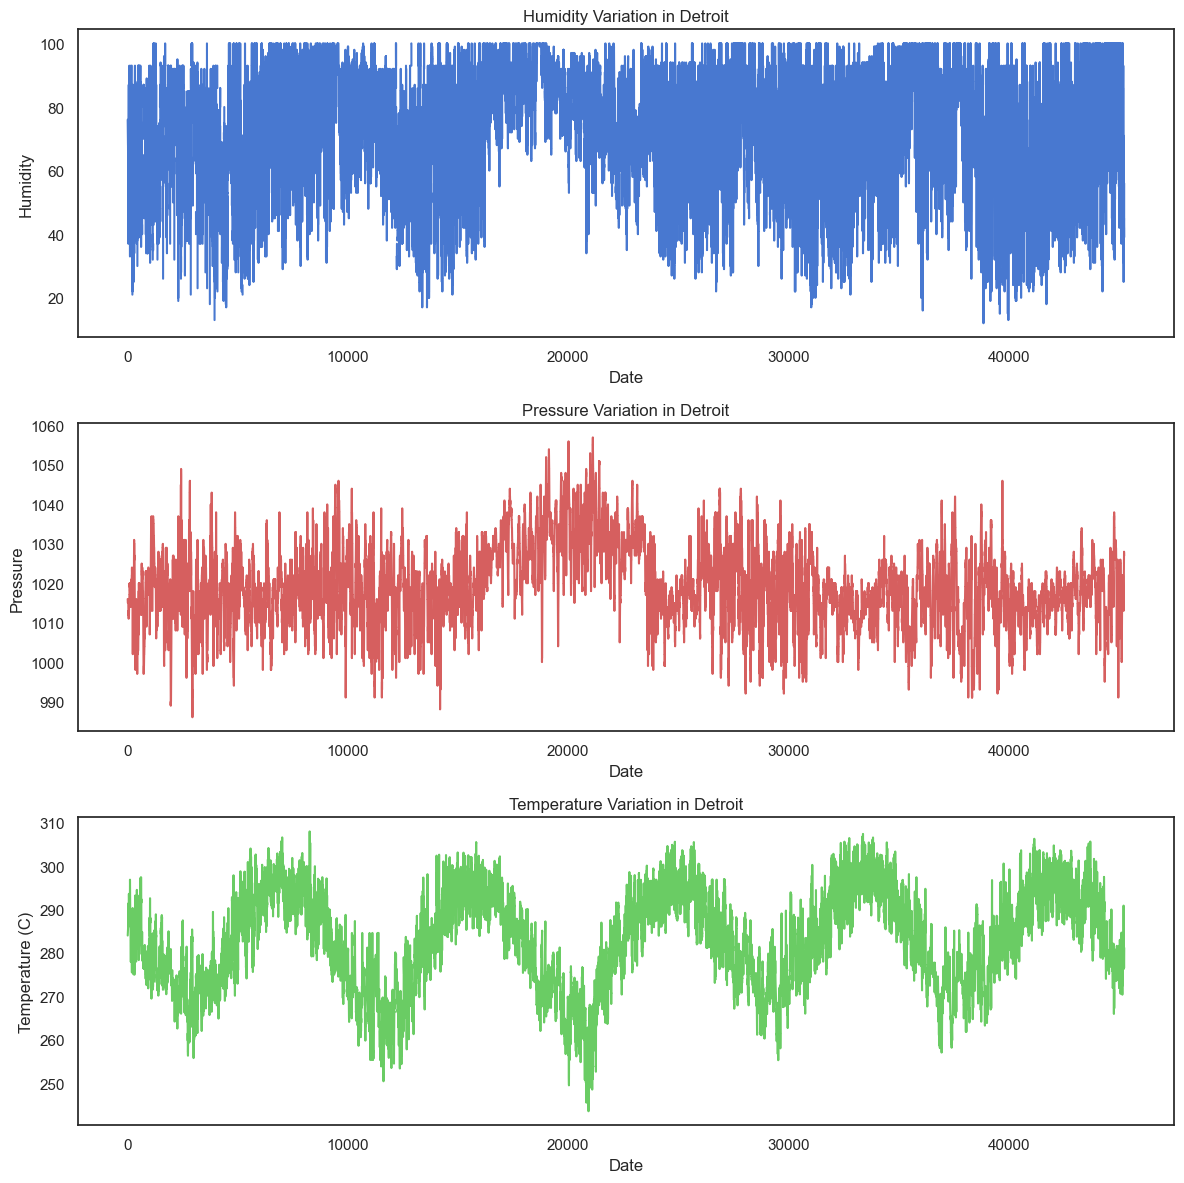 Humidity Variation in Detroit
100
80
60
40
20
Humidity
0 10000 20000 30000 40000
Date
Pressure Variation in Detroit
1060
1050
1040
1030
1020
1010
1000
990
Pressure
0 10000 20000 30000 40000
Date
Temperature Variation in Detroit
310
300
290
280
270
260
250
Temperature (C)
0 10000 20000 30000 40000
Date